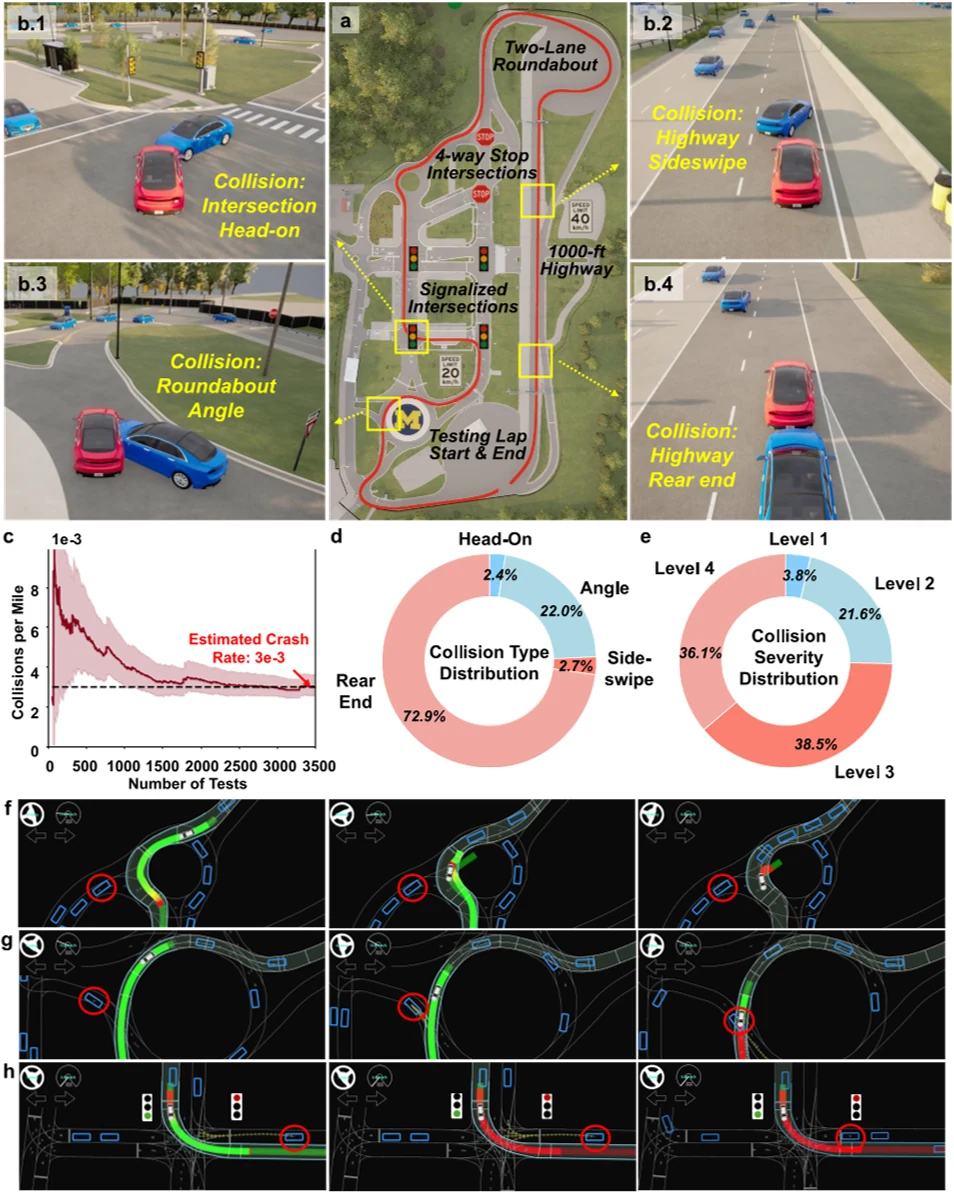 b.1
Collision:
Intersection
Head-on
a
Two-Lane
Roundabout
STOP
4-way Stop
Intersections
STOP
SPEED
LIMIT
40
km/h
1000-ft
Highway
Signalized
Intersections
SPEED
LIMIT
20
km/h
M
Testing Lap
Start & End
b.2
Collision:
Highway
Sideswipe
b.3
Collision:
Roundabout
Angle
b.4
Collision:
Highway
Rear end
c
1e-3
Collisions per Mile
8
6
4
2
0
Estimated Crash
Rate: 3e-3
0 500 1000 1500 2000 2500 3000 3500
Number of Tests
d
Head-On
2.4%
Angle
22.0%
Collision Type
Distribution
Side-
swipe
2.7%
Rear
End
72.9%
e
Level 1
3.8%
Level 2
21.6%
Level 4
36.1%
Collision
Severity
Distribution
38.5%
Level 3
f
g
h